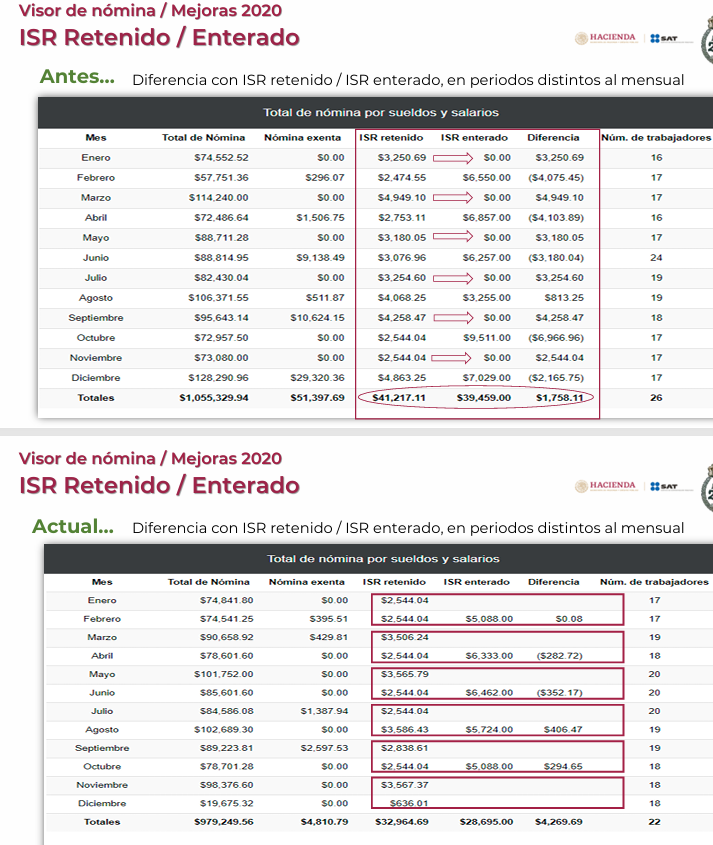 Visor de nómina / Mejoras 2020
ISR Retenido / Enterado
HACIENDA SAT
Antes... Diferencia con ISR retenido / ISR enterado, en periodos distintos al mensual
Total de nómina por sueldos y salarios
Mes Total de Nómina Nómina exenta ISR retenido ISR enterado Diferencia Núm. de trabajadores
Enero $74,552.52 $0.00 $3,250.69 $0.00 $3,250.69 16
Febrero $57,751.36 $296.07 $2,474.55 $6,550.00 ($4,075.45) 17
Marzo $114,240.00 $0.00 $4,949.10 $0.00 $4,949.10 17
Abril $72,486.64 $1,506.75 $2,753.11 $6,857.00 ($4,103.89) 16
Mayo $88,711.28 $0.00 $3,180.05 $0.00 $3,180.05 17
Junio $88,814.95 $9,138.49 $3,076.96 $6,257.00 ($3,180.04) 24
Julio $82,430.04 $0.00 $3,254.60 $0.00 $3,254.60 19
Agosto $106,371.55 $511.87 $4,068.25 $3,255.00 $813.25 19
Septiembre $95,643.14 $10,624.15 $4,258.47 $0.00 $4,258.47 18
Octubre $72,957.50 $0.00 $2,544.04 $9,511.00 ($6,966.96) 17
Noviembre $73,080.00 $0.00 $2,544.04 $0.00 $2,544.04 17
Diciembre $128,290.96 $29,320.36 $4,863.25 $7,029.00 ($2,165.75) 17
Totales $1,055,329.94 $51,397.69 $41,217.11 $39,459.00 $1,758.11 26
Visor de nómina / Mejoras 2020
ISR Retenido / Enterado
HACIENDA SAT
Actual... Diferencia con ISR retenido / ISR enterado, en periodos distintos al mensual
Total de nómina por sueldos y salarios
Mes Total de Nómina Nómina exenta ISR retenido ISR enterado Diferencia Núm. de trabajadores
Enero $74,841.80 $0.00 $2,544.04 17
Febrero $74,541.25 $395.51 $2,544.04 $5,088.00 $0.08 17
Marzo $90,658.92 $429.81 $3,506.24 19
Abril $78,601.60 $0.00 $2,544.04 $6,333.00 ($282.72) 18
Mayo $101,752.00 $0.00 $3,565.79 20
Junio $85,601.60 $0.00 $2,544.04 $6,462.00 ($352.17) 20
Julio $84,586.08 $1,387.94 $2,544.04 20
Agosto $102,689.30 $0.00 $3,586.43 $5,724.00 $406.47 19
Septiembre $89,223.81 $2,597.53 $2,838.61 19
Octubre $78,701.28 $0.00 $2,544.04 $5,088.00 $294.65 18
Noviembre $98,376.60 $0.00 $3,567.37 18
Diciembre $19,675.32 $0.00 $636.01 18
Totales $979,249.56 $4,810.79 $32,964.69 $28,695.00 $4,269.69 22